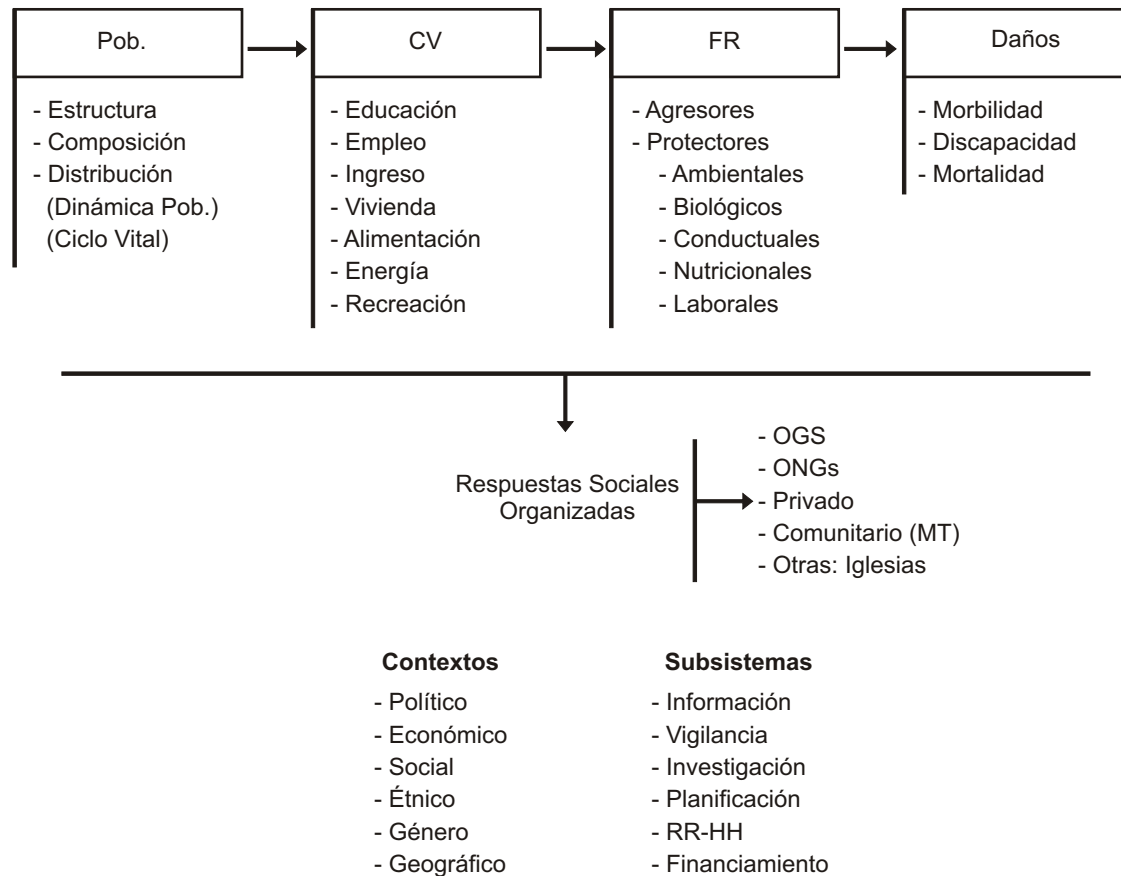 Pob.
CV
FR
Daños
- Estructura
- Composición
- Distribución
(Dinámica Pob.)
(Ciclo Vital)
- Educación
- Empleo
- Ingreso
- Vivienda
- Alimentación
- Energía
- Recreación
- Agresores
- Protectores
- Ambientales
- Biológicos
- Conductuales
- Nutricionales
- Laborales
- Morbilidad
- Discapacidad
- Mortalidad
Respuestas Sociales
Organizadas
- OGS
- ONGs
- Privado
- Comunitario (MT)
- Otras: Iglesias
Contextos
- Político
- Económico
- Social
- Étnico
- Género
- Geográfico
Subsistemas
- Información
- Vigilancia
- Investigación
- Planificación
- RR-HH
- Financiamiento